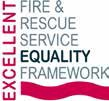 EXCELLENT
FIRE &
RESCUE
SERVICE
EQUALITY
FRAMEWORK